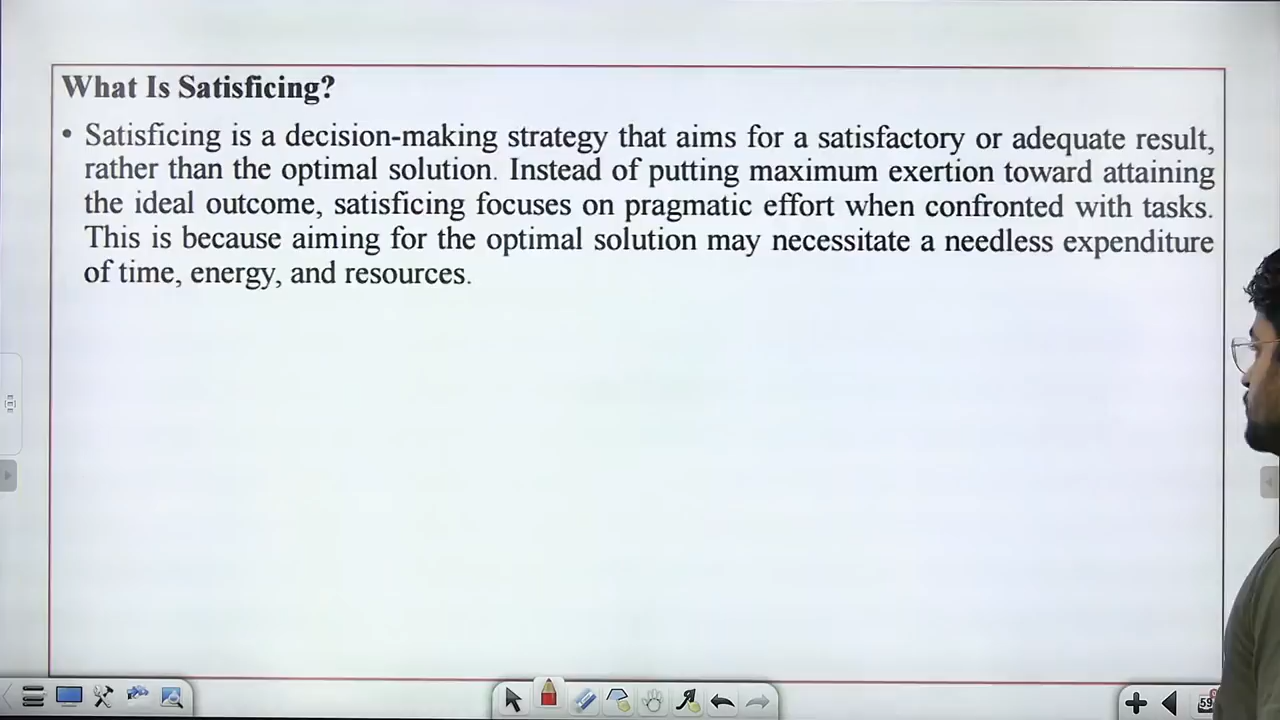 What Is Satisficing?
• Satisficing is a decision-making strategy that aims for a satisfactory or adequate result,
rather than the optimal solution. Instead of putting maximum exertion toward attaining
the ideal outcome, satisficing focuses on pragmatic effort when confronted with tasks.
This is because aiming for the optimal solution may necessitate a needless expenditure
of time, energy, and resources.
59